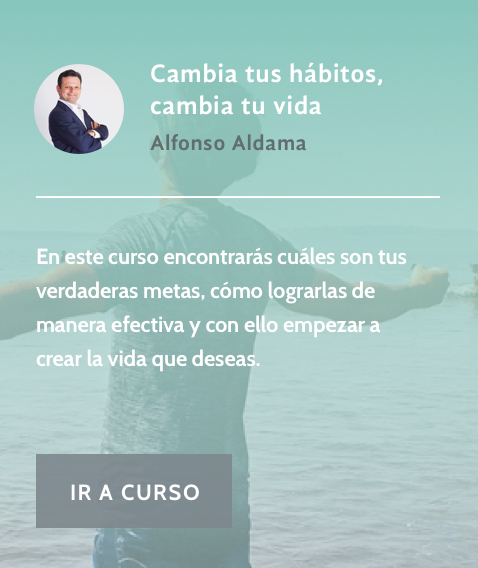 Cambia tus hábitos,
cambia tu vida
Alfonso Aldama
En este curso encontrarás cuáles son tus
verdaderas metas, cómo lograrlas de
manera efectiva y con ello empezar a
crear la vida que deseas.
IR A CURSO